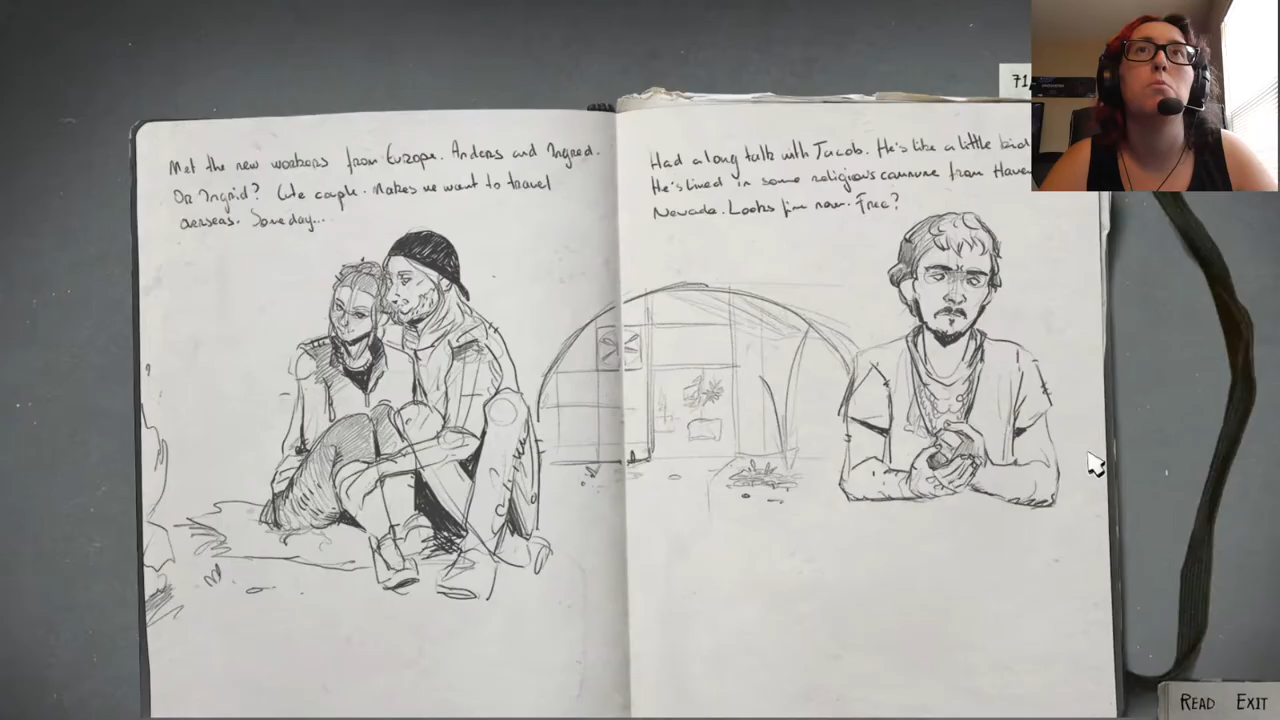 Met the new workers from Europe. Anders and Ingred.
Or Ingrid? Cute couple. Makes me want to travel
overseas. Someday...
Had a long talk with Jacob. He's like a little bird
He's lived in some religious commune from Haven
Nevada. Looks fine now. Free?
71
READ EXIT